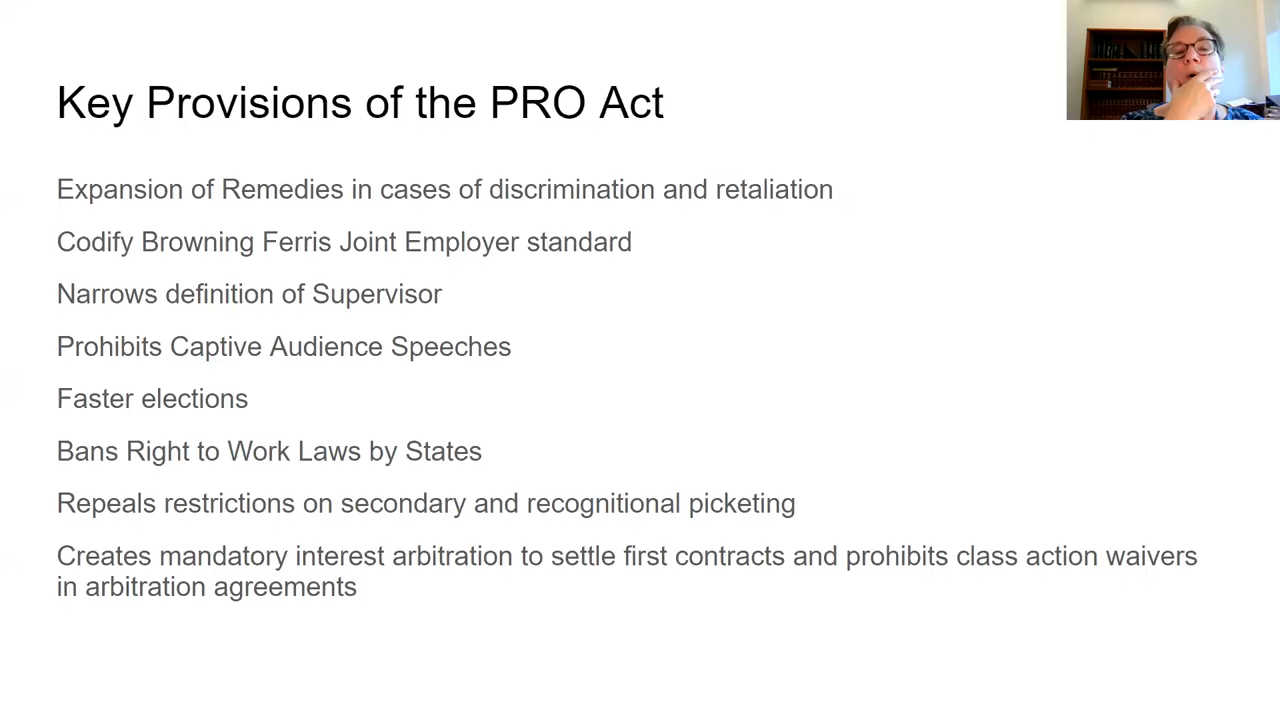 Key Provisions of the PRO Act
Expansion of Remedies in cases of discrimination and retaliation
Codify Browning Ferris Joint Employer standard
Narrows definition of Supervisor
Prohibits Captive Audience Speeches
Faster elections
Bans Right to Work Laws by States
Repeals restrictions on secondary and recognitional picketing
Creates mandatory interest arbitration to settle first contracts and prohibits class action waivers
in arbitration agreements